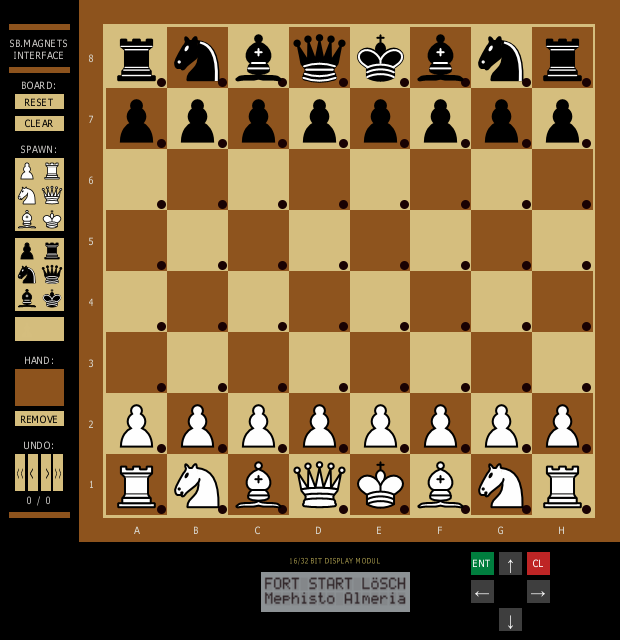 SB.MAGNETS
INTERFACE
BOARD:
RESET
CLEAR
SPAWN:
HAND:
REMOVE
UNDO:
⟨⟨ ⟨ ⟩ ⟩⟩
0 / 0
8
7
6
5
4
3
2
1
A B C D E F G H
16/32 BIT DISPLAY MODUL
FORT START LöSCH
Mephisto Almeria
ENT ↑ CL
← →
↓